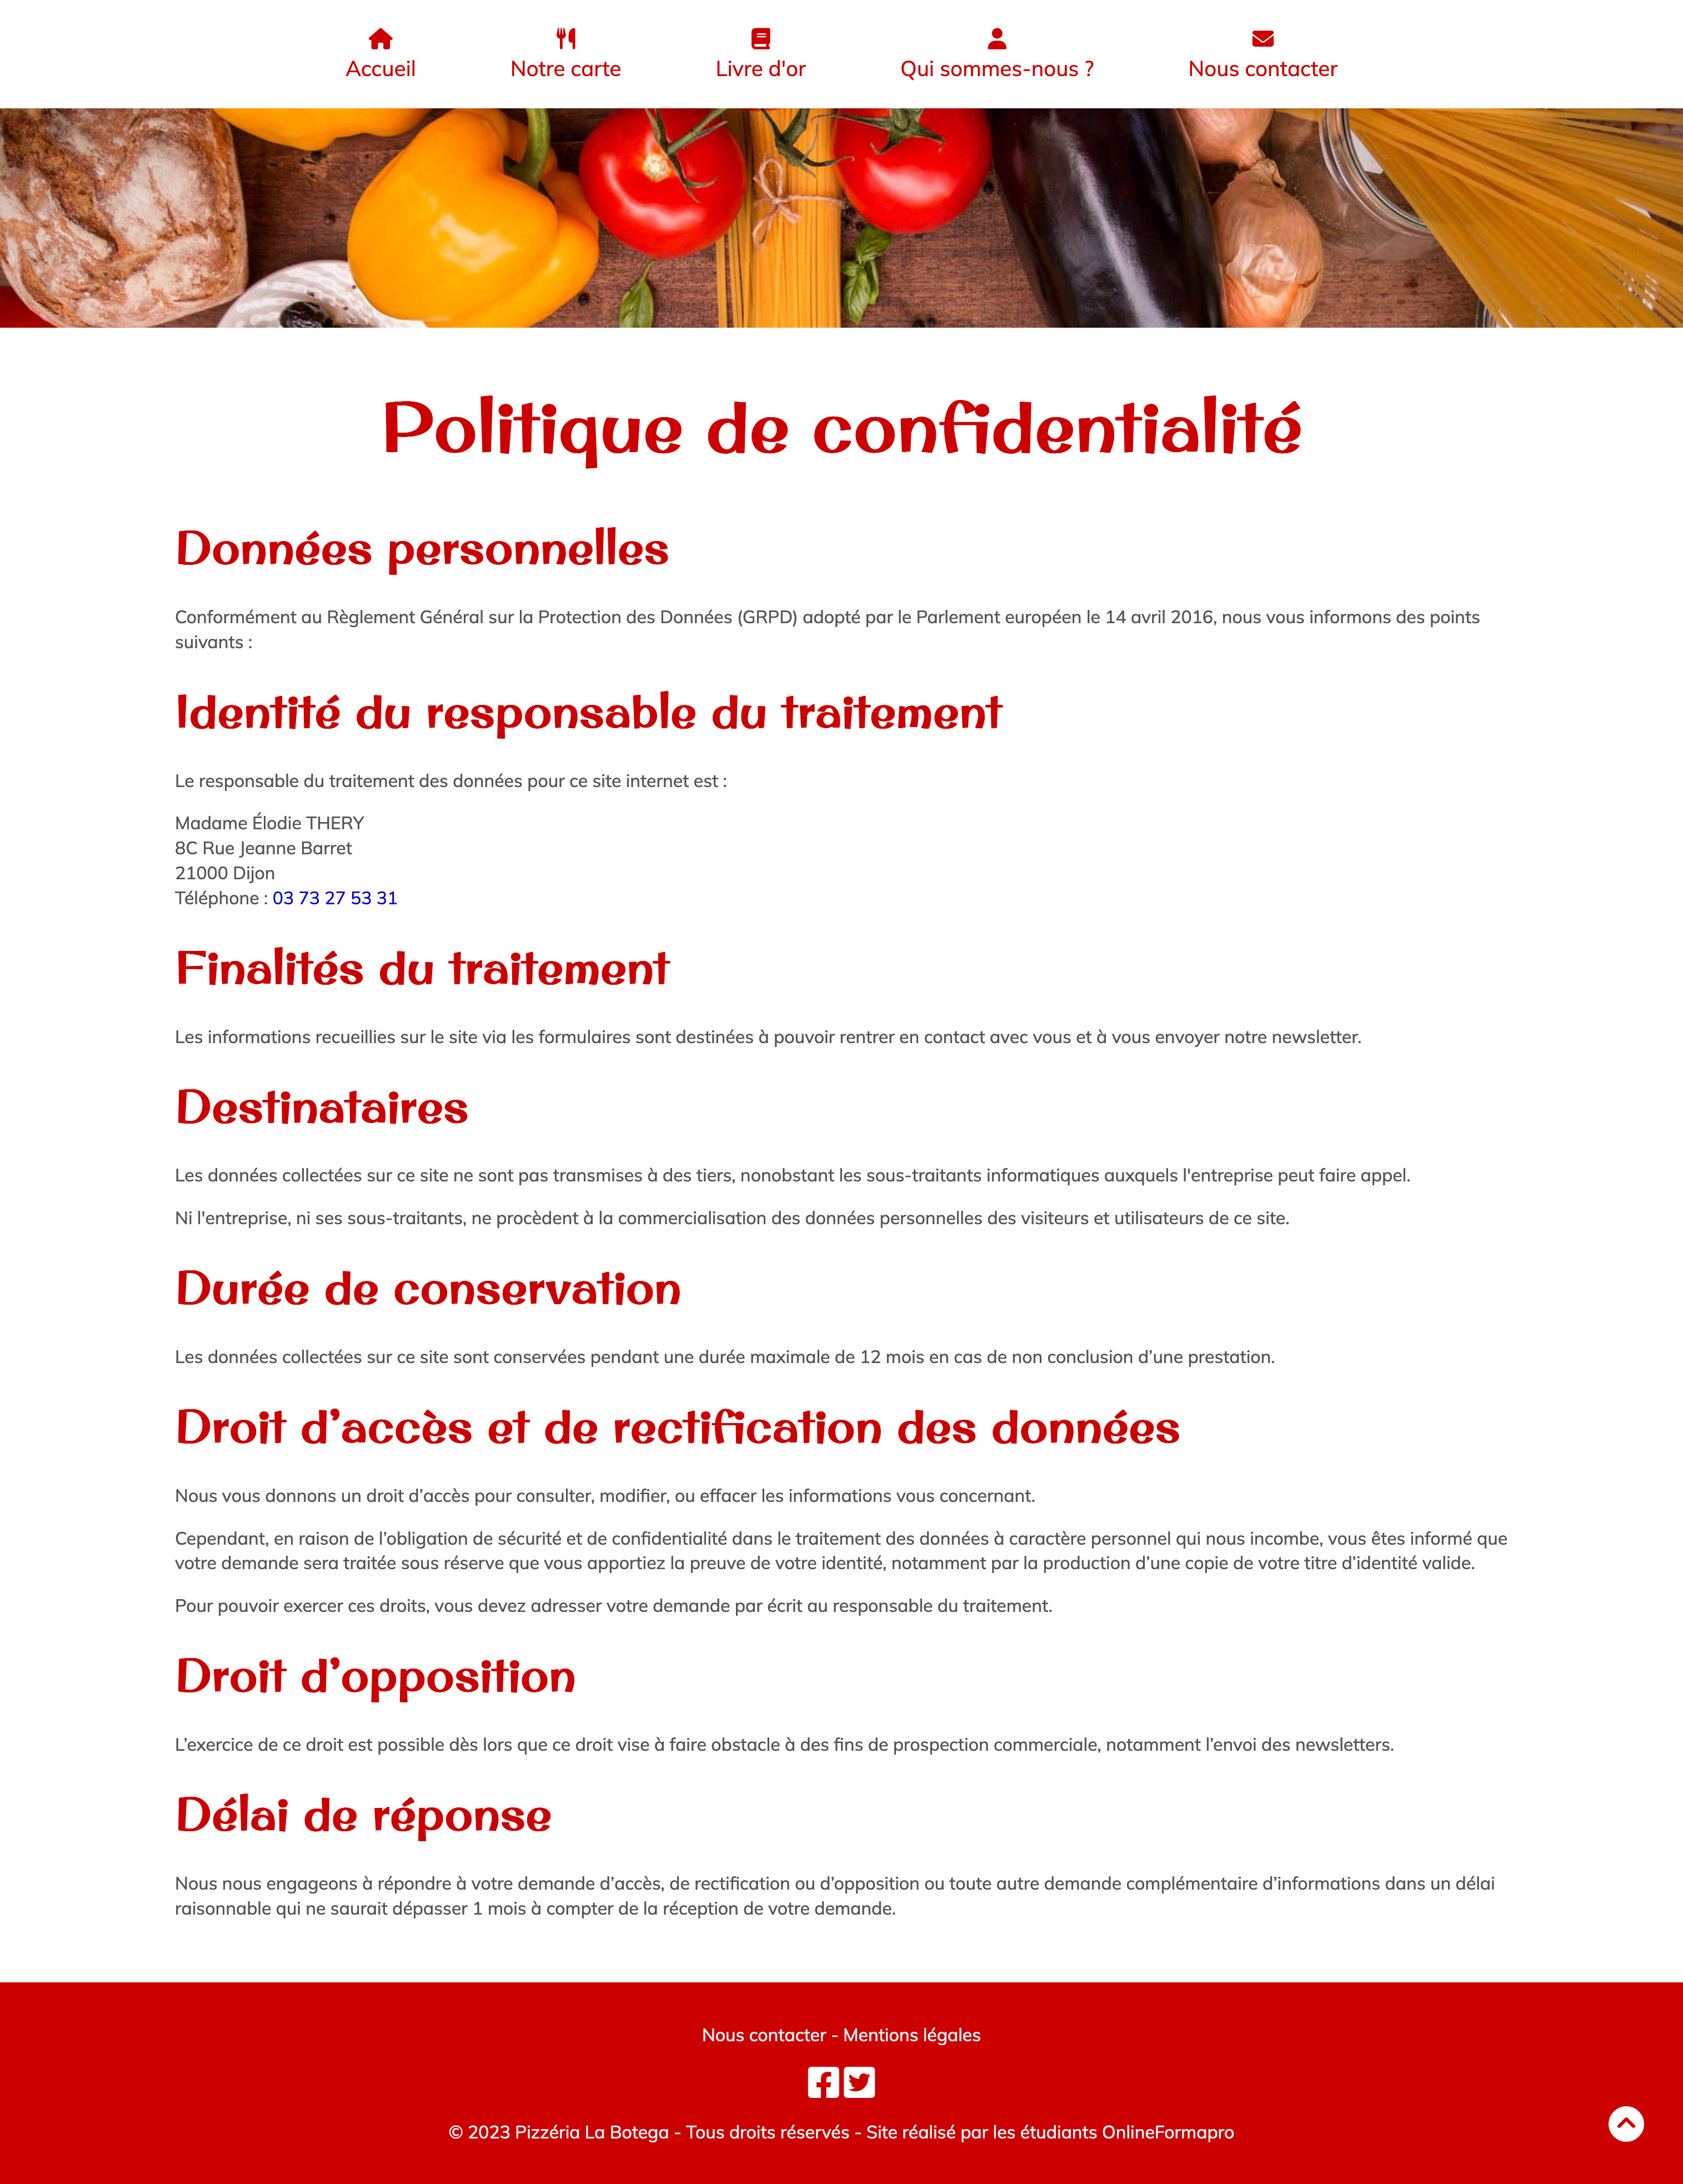 Accueil
Notre carte
Livre d'or
Qui sommes-nous ?
Nous contacter
Politique de confidentialité
Données personnelles
Conformément au Règlement Général sur la Protection des Données (GRPD) adopté par le Parlement européen le 14 avril 2016, nous vous informons des points
suivants :
Identité du responsable du traitement
Le responsable du traitement des données pour ce site internet est :
Madame Élodie THERY
8C Rue Jeanne Barret
21000 Dijon
Téléphone : 03 73 27 53 31
Finalités du traitement
Les informations recueillies sur le site via les formulaires sont destinées à pouvoir rentrer en contact avec vous et à vous envoyer notre newsletter.
Destinataires
Les données collectées sur ce site ne sont pas transmises à des tiers, nonobstant les sous-traitants informatiques auxquels l'entreprise peut faire appel.
Ni l'entreprise, ni ses sous-traitants, ne procèdent à la commercialisation des données personnelles des visiteurs et utilisateurs de ce site.
Durée de conservation
Les données collectées sur ce site sont conservées pendant une durée maximale de 12 mois en cas de non conclusion d’une prestation.
Droit d’accès et de rectification des données
Nous vous donnons un droit d’accès pour consulter, modifier, ou effacer les informations vous concernant.
Cependant, en raison de l’obligation de sécurité et de confidentialité dans le traitement des données à caractère personnel qui nous incombe, vous êtes informé que
votre demande sera traitée sous réserve que vous apportiez la preuve de votre identité, notamment par la production d’une copie de votre titre d’identité valide.
Pour pouvoir exercer ces droits, vous devez adresser votre demande par écrit au responsable du traitement.
Droit d’opposition
L’exercice de ce droit est possible dès lors que ce droit vise à faire obstacle à des fins de prospection commerciale, notamment l’envoi des newsletters.
Délai de réponse
Nous nous engageons à répondre à votre demande d’accès, de rectification ou d’opposition ou toute autre demande complémentaire d’informations dans un délai
raisonnable qui ne saurait dépasser 1 mois à compter de la réception de votre demande.
Nous contacter - Mentions légales
© 2023 Pizzéria La Botega - Tous droits réservés - Site réalisé par les étudiants OnlineFormapro